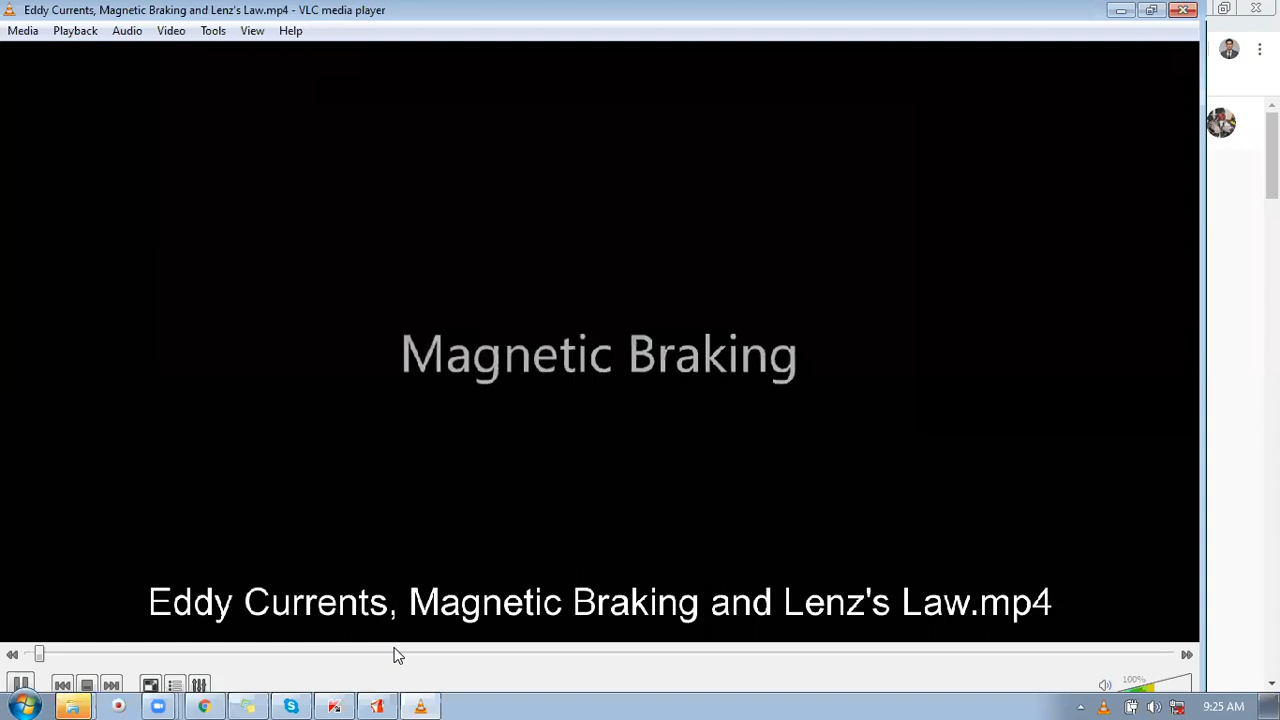 Eddy Currents, Magnetic Braking and Lenz's Law.mp4 - VLC media player
Media Playback Audio Video Tools View Help
Magnetic Braking
Eddy Currents, Magnetic Braking and Lenz's Law.mp4
100%
9:25 AM